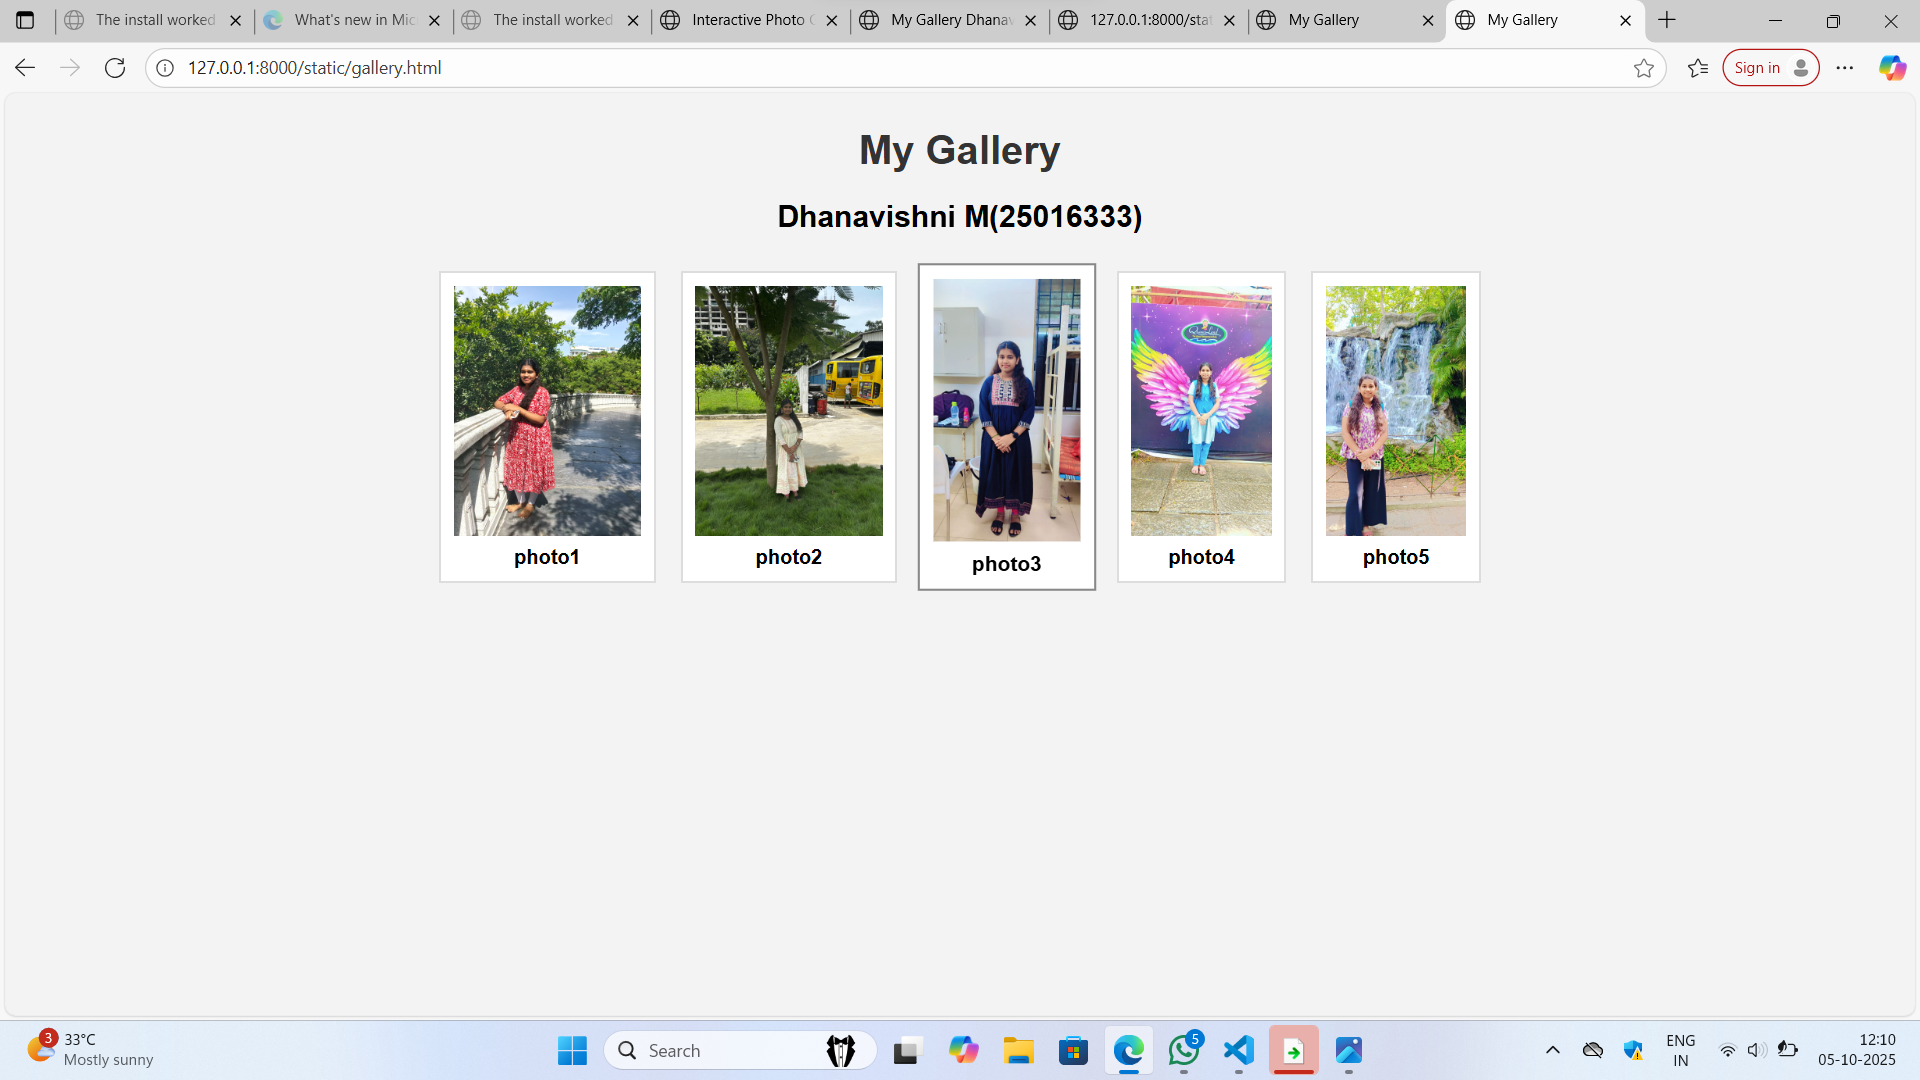 The install worked
What's new in Mic
The install worked
Interactive Photo G
My Gallery Dhanav
127.0.0.1:8000/stat
My Gallery
My Gallery
127.0.0.1:8000/static/gallery.html
Sign in
My Gallery
Dhanavishni M(25016333)
photo1
photo2
photo3
photo4
photo5
3
33°C
Mostly sunny
Search
5
ENG
IN
12:10
05-10-2025